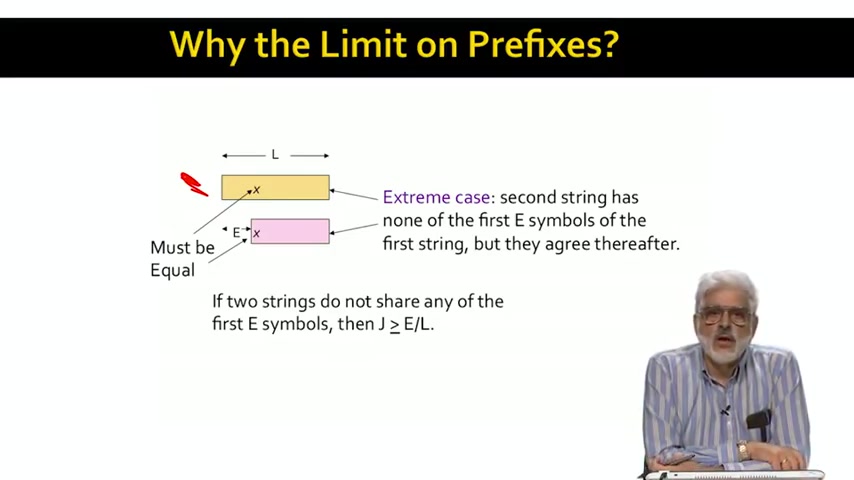 Why the Limit on Prefixes?
L
x
E
x
Must be
Equal
Extreme case: second string has
none of the first E symbols of the
first string, but they agree thereafter.
If two strings do not share any of the
first E symbols, then J ≥ E/L.